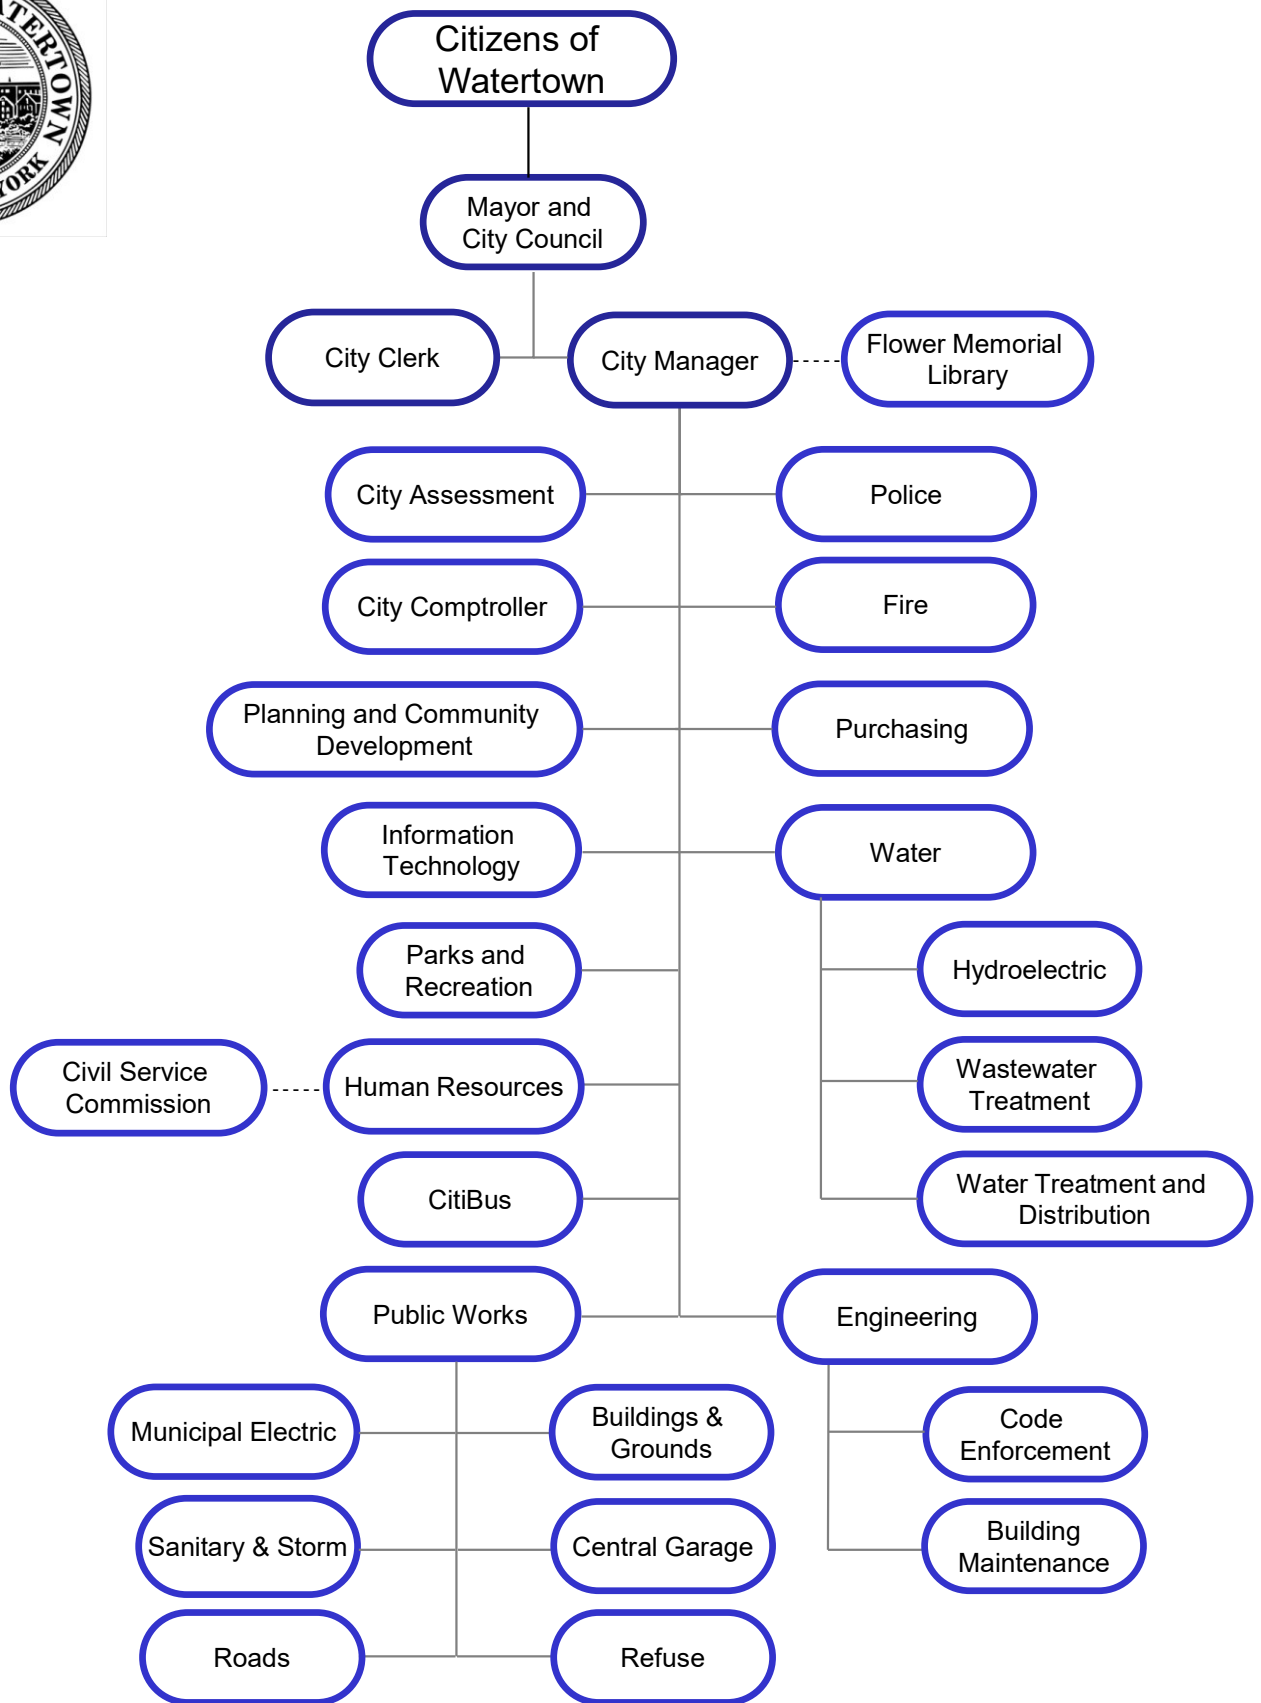 WATERTOWN
YORK
Citizens of
Watertown
Mayor and
City Council
City Clerk
City Manager
Flower Memorial
Library
City Assessment
Police
City Comptroller
Fire
Planning and Community
Development
Purchasing
Information
Technology
Water
Parks and
Recreation
Hydroelectric
Civil Service
Commission
Human Resources
Wastewater
Treatment
CitiBus
Water Treatment and
Distribution
Public Works
Engineering
Municipal Electric
Buildings &
Grounds
Code
Enforcement
Sanitary & Storm
Central Garage
Building
Maintenance
Roads
Refuse